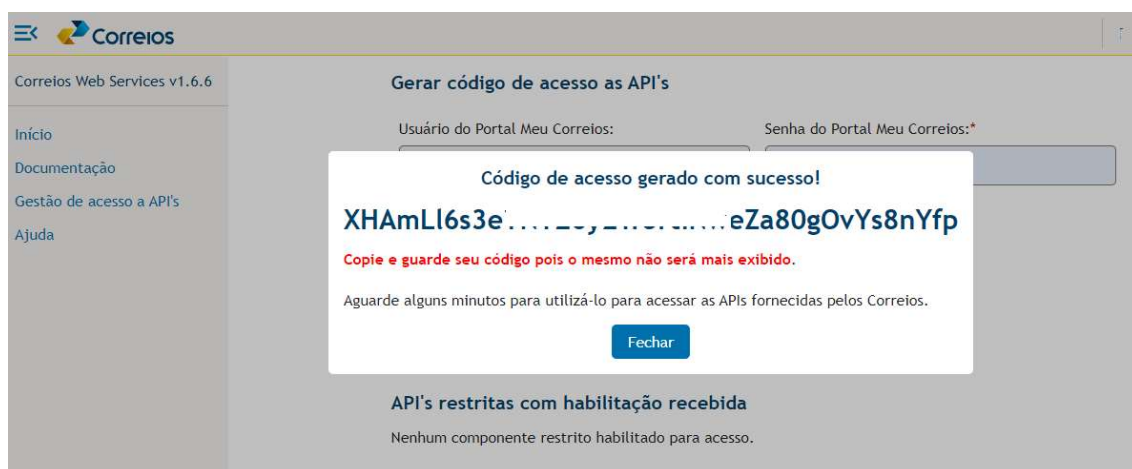 Correios
Correios Web Services v1.6.6
Início
Documentação
Gestão de acesso a API's
Ajuda
Gerar código de acesso as API's
Usuário do Portal Meu Correios:
Senha do Portal Meu Correios:*
Código de acesso gerado com sucesso!
Copie e guarde seu código pois o mesmo não será mais exibido.
Aguarde alguns minutos para utilizá-lo para acessar as APIs fornecidas pelos Correios.
Fechar
API's restritas com habilitação recebida
Nenhum componente restrito habilitado para acesso.